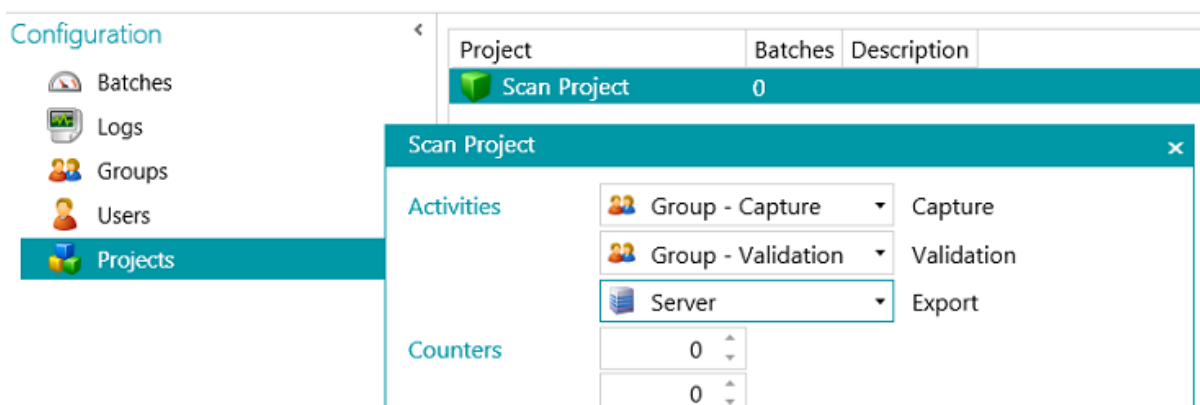 Configuration
Batches
Logs
Groups
Users
Projects
Project Batches Description
Scan Project 0
Scan Project
Activities Group - Capture Capture
Group - Validation Validation
Server Export
Counters 0
0